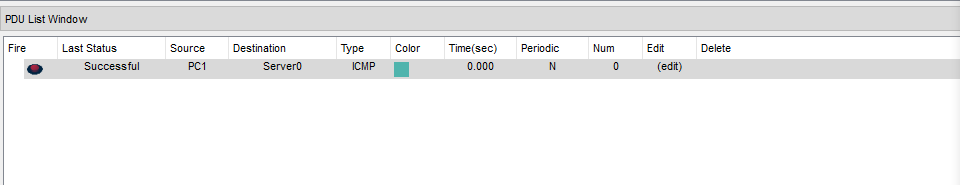 PDU List Window
Fire Last Status Source Destination Type Color Time(sec) Periodic Num Edit Delete
Successful PC1 Server0 ICMP 0.000 N 0 (edit)